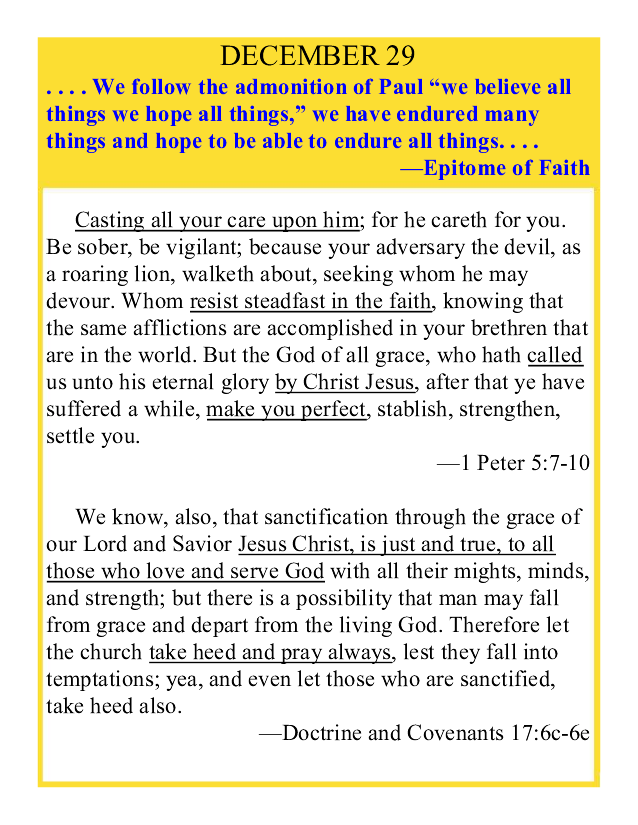 DECEMBER 29
. . . . We follow the admonition of Paul “we believe all
things we hope all things,” we have endured many
things and hope to be able to endure all things. . . .
—Epitome of Faith
Casting all your care upon him; for he careth for you.
Be sober, be vigilant; because your adversary the devil, as
a roaring lion, walketh about, seeking whom he may
devour. Whom resist steadfast in the faith, knowing that
the same afflictions are accomplished in your brethren that
are in the world. But the God of all grace, who hath called
us unto his eternal glory by Christ Jesus, after that ye have
suffered a while, make you perfect, stablish, strengthen,
settle you.
—1 Peter 5:7-10
We know, also, that sanctification through the grace of
our Lord and Savior Jesus Christ, is just and true, to all
those who love and serve God with all their mights, minds,
and strength; but there is a possibility that man may fall
from grace and depart from the living God. Therefore let
the church take heed and pray always, lest they fall into
temptations; yea, and even let those who are sanctified,
take heed also.
—Doctrine and Covenants 17:6c-6e